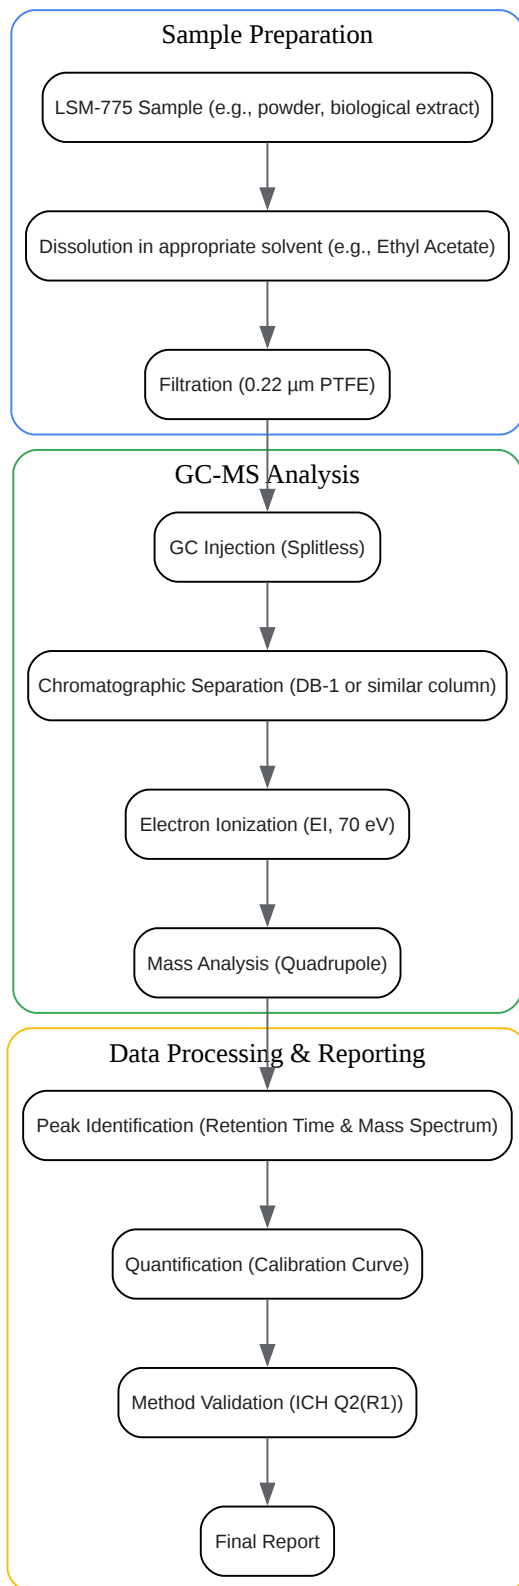 Sample Preparation
LSM-775 Sample (e.g., powder, biological extract)
Dissolution in appropriate solvent (e.g., Ethyl Acetate)
Filtration (0.22 µm PTFE)
GC-MS Analysis
GC Injection (Splitless)
Chromatographic Separation (DB-1 or similar column)
Electron Ionization (EI, 70 eV)
Mass Analysis (Quadrupole)
Data Processing & Reporting
Peak Identification (Retention Time & Mass Spectrum)
Quantification (Calibration Curve)
Method Validation (ICH Q2(R1))
Final Report